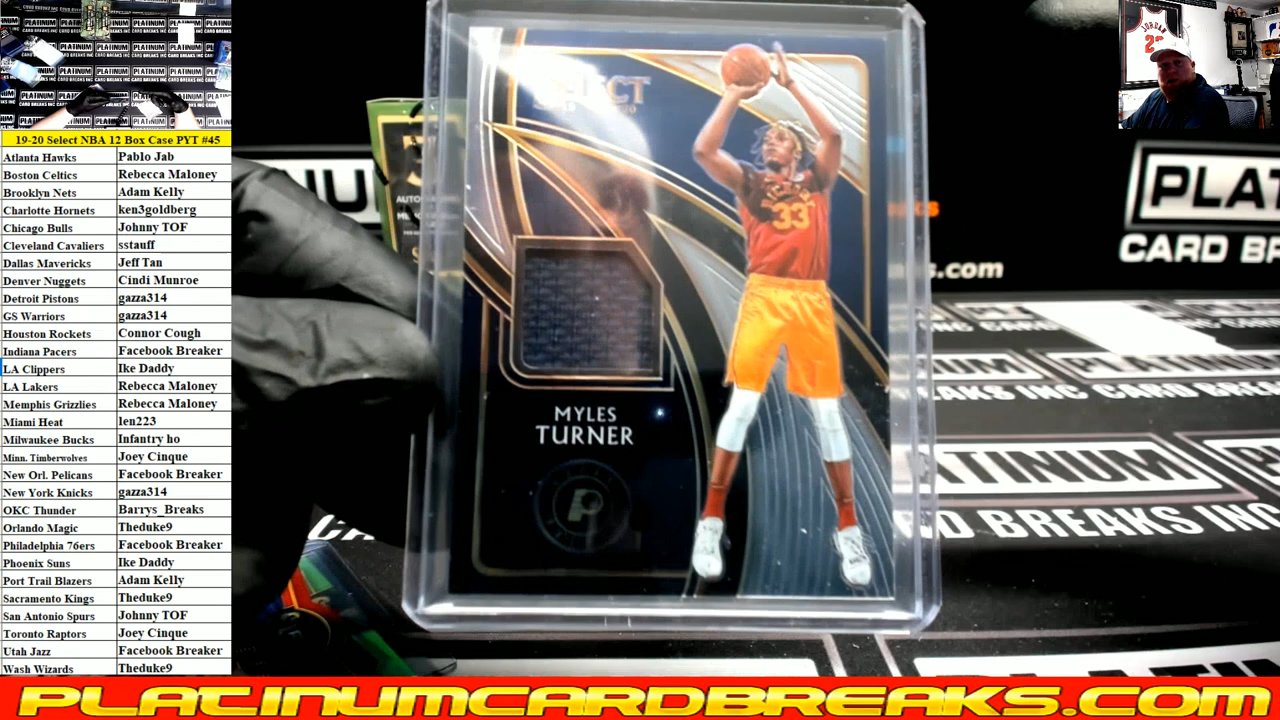 19-20 Select NBA 12 Box Case PYT #45
Atlanta Hawks Pablo Jab
Boston Celtics Rebecca Maloney
Brooklyn Nets Adam Kelly
Charlotte Hornets ken3goldberg
Chicago Bulls Johnny TOF
Cleveland Cavaliers sstauff
Dallas Mavericks Jeff Tan
Denver Nuggets Cindi Munroe
Detroit Pistons gazza314
GS Warriors gazza314
Houston Rockets Connor Cough
Indiana Pacers Facebook Breaker
LA Clippers Ike Daddy
LA Lakers Rebecca Maloney
Memphis Grizzlies Rebecca Maloney
Miami Heat len223
Milwaukee Bucks Infantry ho
Minn. Timberwolves Joey Cinque
New Orl. Pelicans Facebook Breaker
New York Knicks gazza314
OKC Thunder Barrys_Breaks
Orlando Magic Theduke9
Philadelphia 76ers Facebook Breaker
Phoenix Suns Ike Daddy
Port Trail Blazers Adam Kelly
Sacramento Kings Theduke9
San Antonio Spurs Johnny TOF
Toronto Raptors Joey Cinque
Utah Jazz Facebook Breaker
Wash Wizards Theduke9
33
MYLES
TURNER
JORDAN
PLAT
CARD BR
s.com
PLATINUM
CARD BREAKS INC
PLATINUMCARDBREAKS.COM